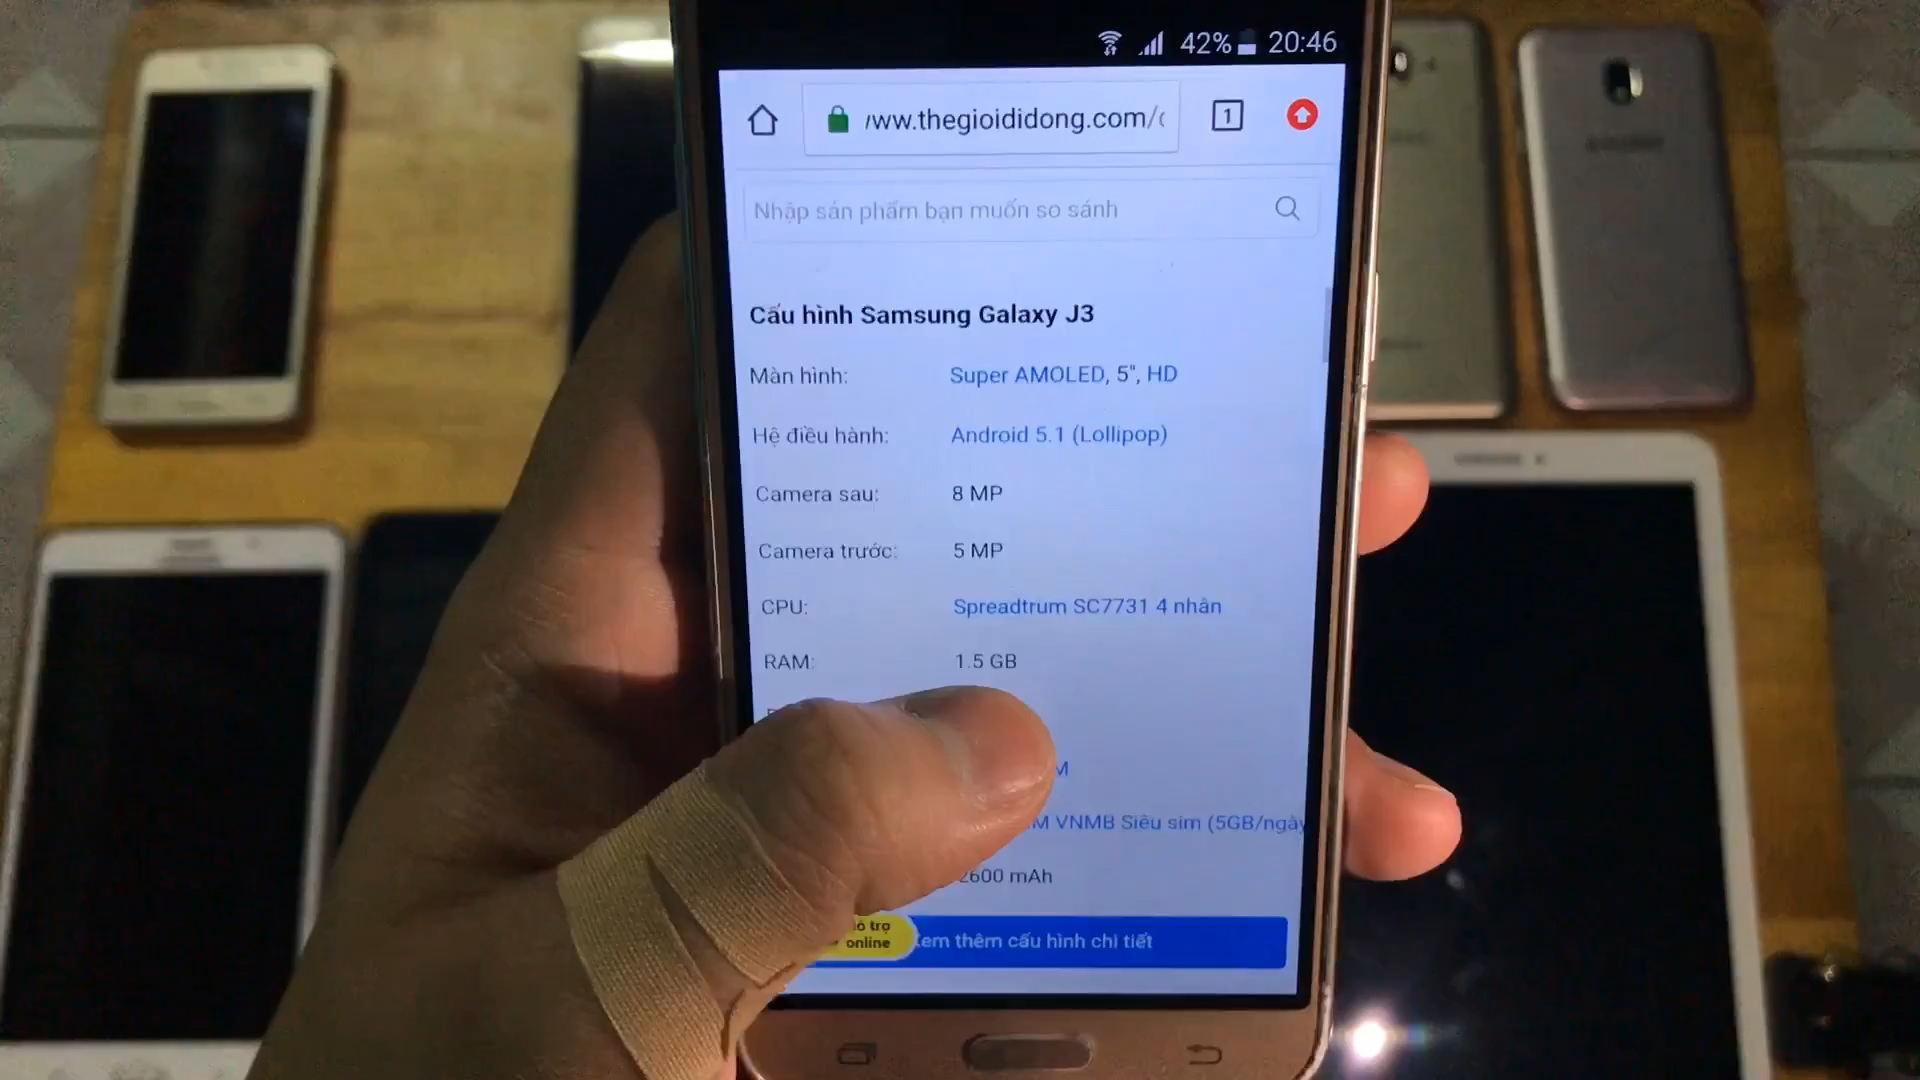 42% 20:46
www.thegioididong.com/
1
Nhập sản phẩm bạn muốn so sánh
Cấu hình Samsung Galaxy J3
Màn hình: Super AMOLED, 5", HD
Hệ điều hành: Android 5.1 (Lollipop)
Camera sau: 8 MP
Camera trước: 5 MP
CPU: Spreadtrum SC7731 4 nhân
RAM: 1.5 GB
VNMB Siêu sim (5GB/ngày
2600 mAh
trợ
online
thêm cấu hình chi tiết